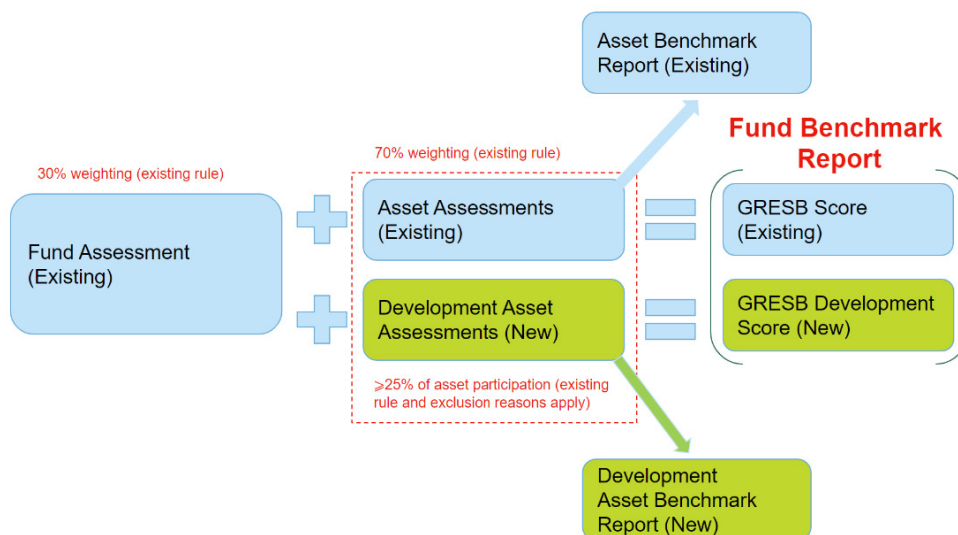 Asset Benchmark
Report (Existing)
Fund Benchmark
Report
30% weighting (existing rule)
70% weighting (existing rule)
Fund Assessment
(Existing)
Asset Assessments
(Existing)
GRESB Score
(Existing)
Development Asset
Assessments (New)
GRESB Development
Score (New)
⩾25% of asset participation (existing
rule and exclusion reasons apply)
Development
Asset Benchmark
Report (New)